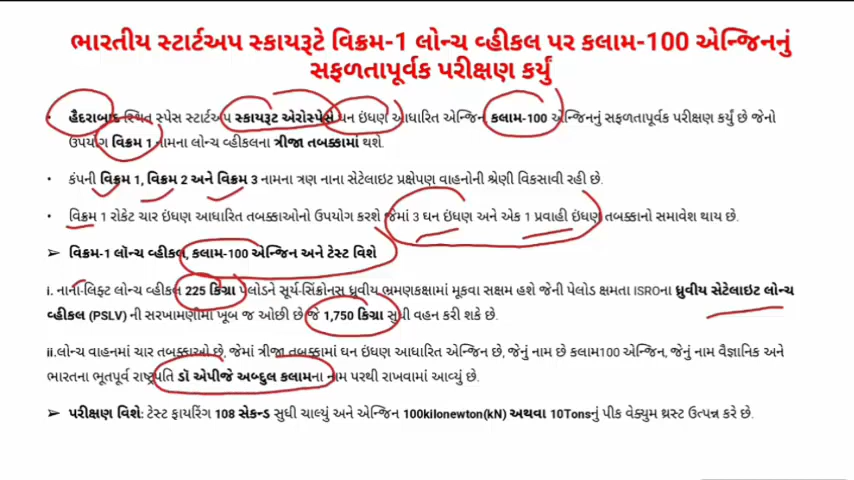 ભારતીય સ્ટાર્ટઅપ સ્કાયરૂટે વિક્રમ-1 લોન્ચ વ્હીકલ પર કલામ-100 એન્જિનનું
સફળતાપૂર્વક પરીક્ષણ કર્યું
• હૈદરાબાદ સ્થિત સ્પેસ સ્ટાર્ટઅપ સ્કાયરૂટ એરોસ્પેસે ઘન ઇંધણ આધારિત એન્જિન કલામ-100 એન્જિનનું સફળતાપૂર્વક પરીક્ષણ કર્યું છે જેનો
ઉપયોગ વિક્રમ 1 નામના લોન્ચ વ્હીકલના ત્રીજા તબક્કામાં થશે.
• કંપની વિક્રમ 1, વિક્રમ 2 અને વિક્રમ 3 નામના ત્રણ નાના સેટેલાઇટ પ્રક્ષેપણ વાહનોની શ્રેણી વિકસાવી રહી છે.
• વિક્રમ 1 રોકેટ ચાર ઇંધણ આધારિત તબક્કાઓનો ઉપયોગ કરશે જેમાં 3 ઘન ઇંધણ અને એક 1 પ્રવાહી ઇંધણ તબક્કાનો સમાવેશ થાય છે.
➢ વિક્રમ-1 લૉન્ચ વ્હીકલ, કલામ-100 એન્જિન અને ટેસ્ટ વિશે
i. નાના-લિફ્ટ લોન્ચ વ્હીકલ 225 કિગ્રા પેલોડને સૂર્ય-સિંક્રોનસ ધ્રુવીય ભ્રમણકક્ષામાં મૂકવા સક્ષમ હશે જેની પેલોડ ક્ષમતા ISROના ધ્રુવીય સેટેલાઇટ લોન્ચ
વ્હીકલ (PSLV) ની સરખામણીમાં ખૂબ જ ઓછી છે જે 1,750 કિગ્રા સુધી વહન કરી શકે છે.
ii.લોન્ચ વાહનમાં ચાર તબક્કાઓ છે, જેમાં ત્રીજા તબક્કામાં ઘન ઇંધણ આધારિત એન્જિન છે, જેનું નામ છે કલામ100 એન્જિન, જેનું નામ વૈજ્ઞાનિક અને
ભારતના ભૂતપૂર્વ રાષ્ટ્રપતિ ડૉ એપીજે અબ્દુલ કલામના નામ પરથી રાખવામાં આવ્યું છે.
➢ પરીક્ષણ વિશે: ટેસ્ટ ફાયરિંગ 108 સેકન્ડ સુધી ચાલ્યું અને એન્જિન 100kilonewton(kN) અથવા 10Tonsનું પીક વેક્યુમ થ્રસ્ટ ઉત્પન્ન કરે છે.